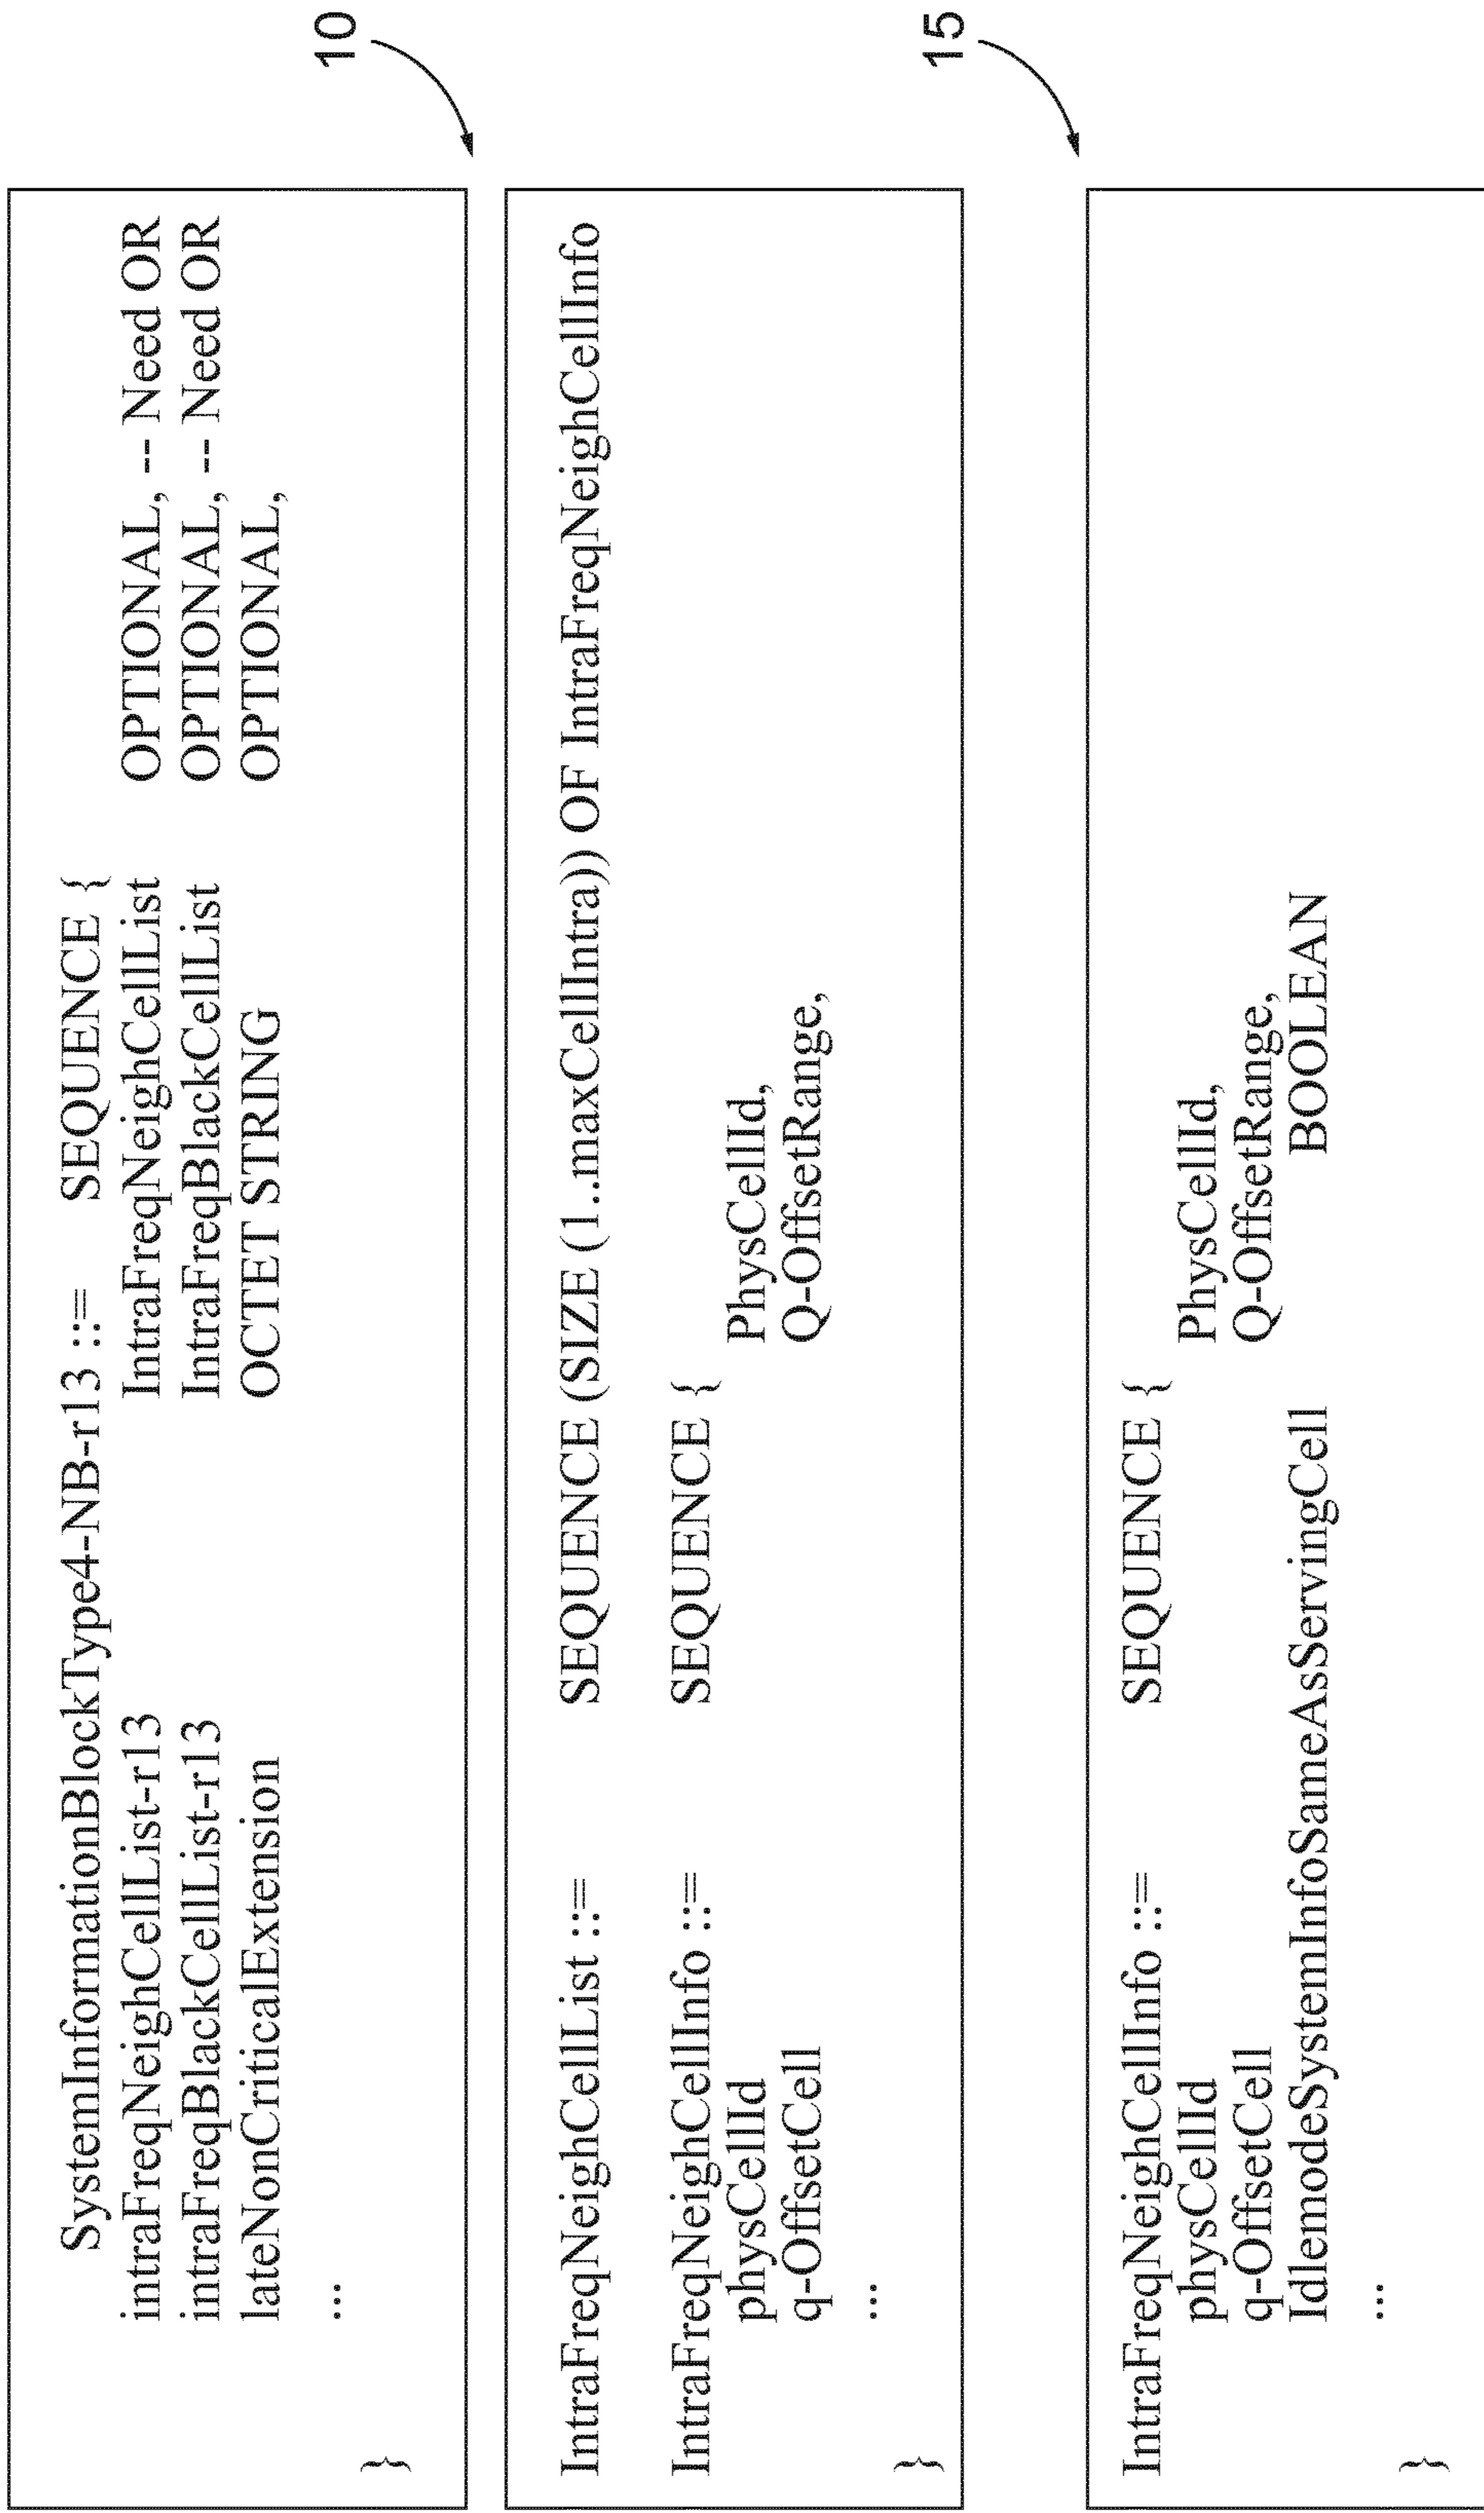 SystemInformationBlockType4-NB-r13 ::= SEQUENCE {
intraFreqNeighCellList-r13 IntraFreqNeighCellList OPTIONAL, -- Need OR
intraFreqBlackCellList-r13 IntraFreqBlackCellList OPTIONAL, -- Need OR
lateNonCriticalExtension OCTET STRING OPTIONAL,
...
}
10
IntraFreqNeighCellList ::= SEQUENCE (SIZE (1..maxCellIntra)) OF IntraFreqNeighCellInfo
IntraFreqNeighCellInfo ::= SEQUENCE {
physCellId PhysCellId,
q-OffsetCell Q-OffsetRange,
...
}
15
IntraFreqNeighCellInfo ::= SEQUENCE {
physCellId PhysCellId,
q-OffsetCell Q-OffsetRange,
IdlemodeSystemInfoSameAsServingCell BOOLEAN
...
}